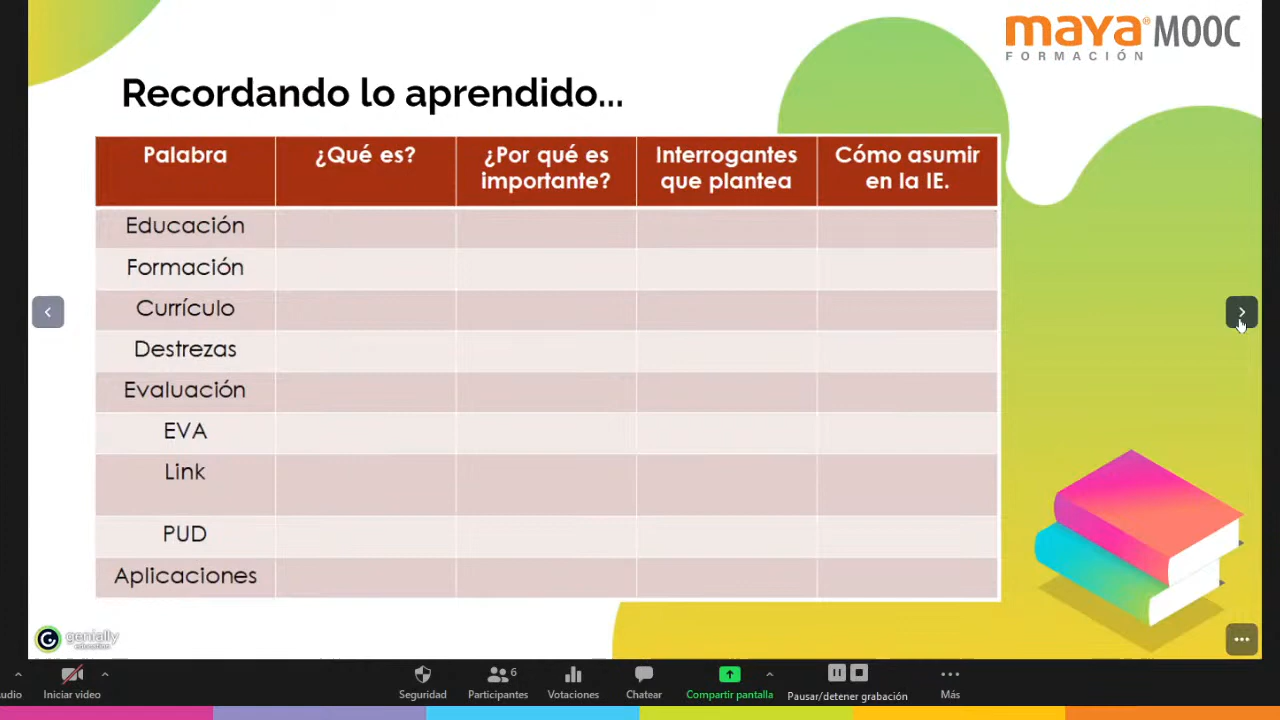 maya® MOOC
FORMACIÓN
Recordando lo aprendido...
Palabra
¿Qué es?
¿Por qué es
importante?
Interrogantes
que plantea
Cómo asumir
en la IE.
Educación
Formación
Currículo
Destrezas
Evaluación
EVA
Link
PUD
Aplicaciones
genially
education
udio
Iniciar video
Seguridad
6
Participantes
Votaciones
Chatear
Compartir pantalla
Pausar/detener grabación
Más